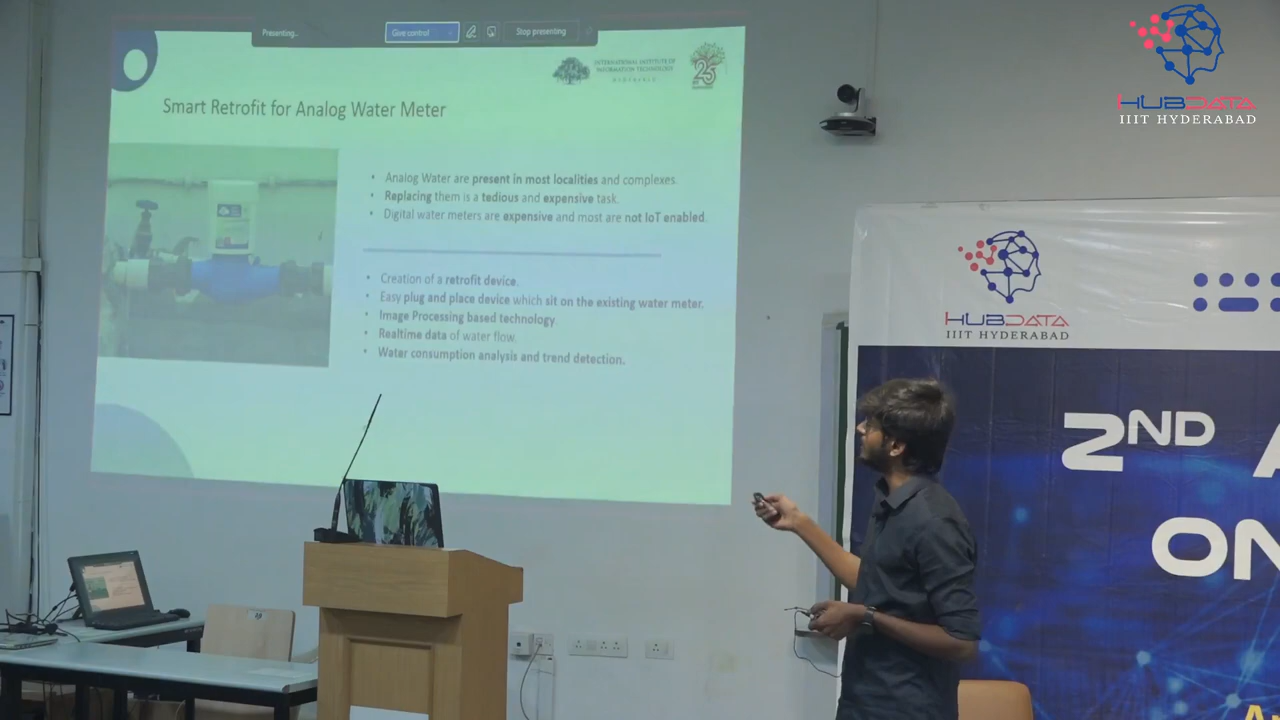 Presenting...
Give control
Stop presenting
INTERNATIONAL INSTITUTE OF
INFORMATION TECHNOLOGY
HYDERABAD
25
Smart Retrofit for Analog Water Meter
• Analog Water are present in most localities and complexes.
• Replacing them is a tedious and expensive task.
• Digital water meters are expensive and most are not IoT enabled.
• Creation of a retrofit device.
• Easy plug and place device which sit on the existing water meter.
• Image Processing based technology
• Realtime data of water flow.
• Water consumption analysis and trend detection.
HUBDATA
IIIT HYDERABAD
HUBDATA
IIIT HYDERABAD
2ND A
ON